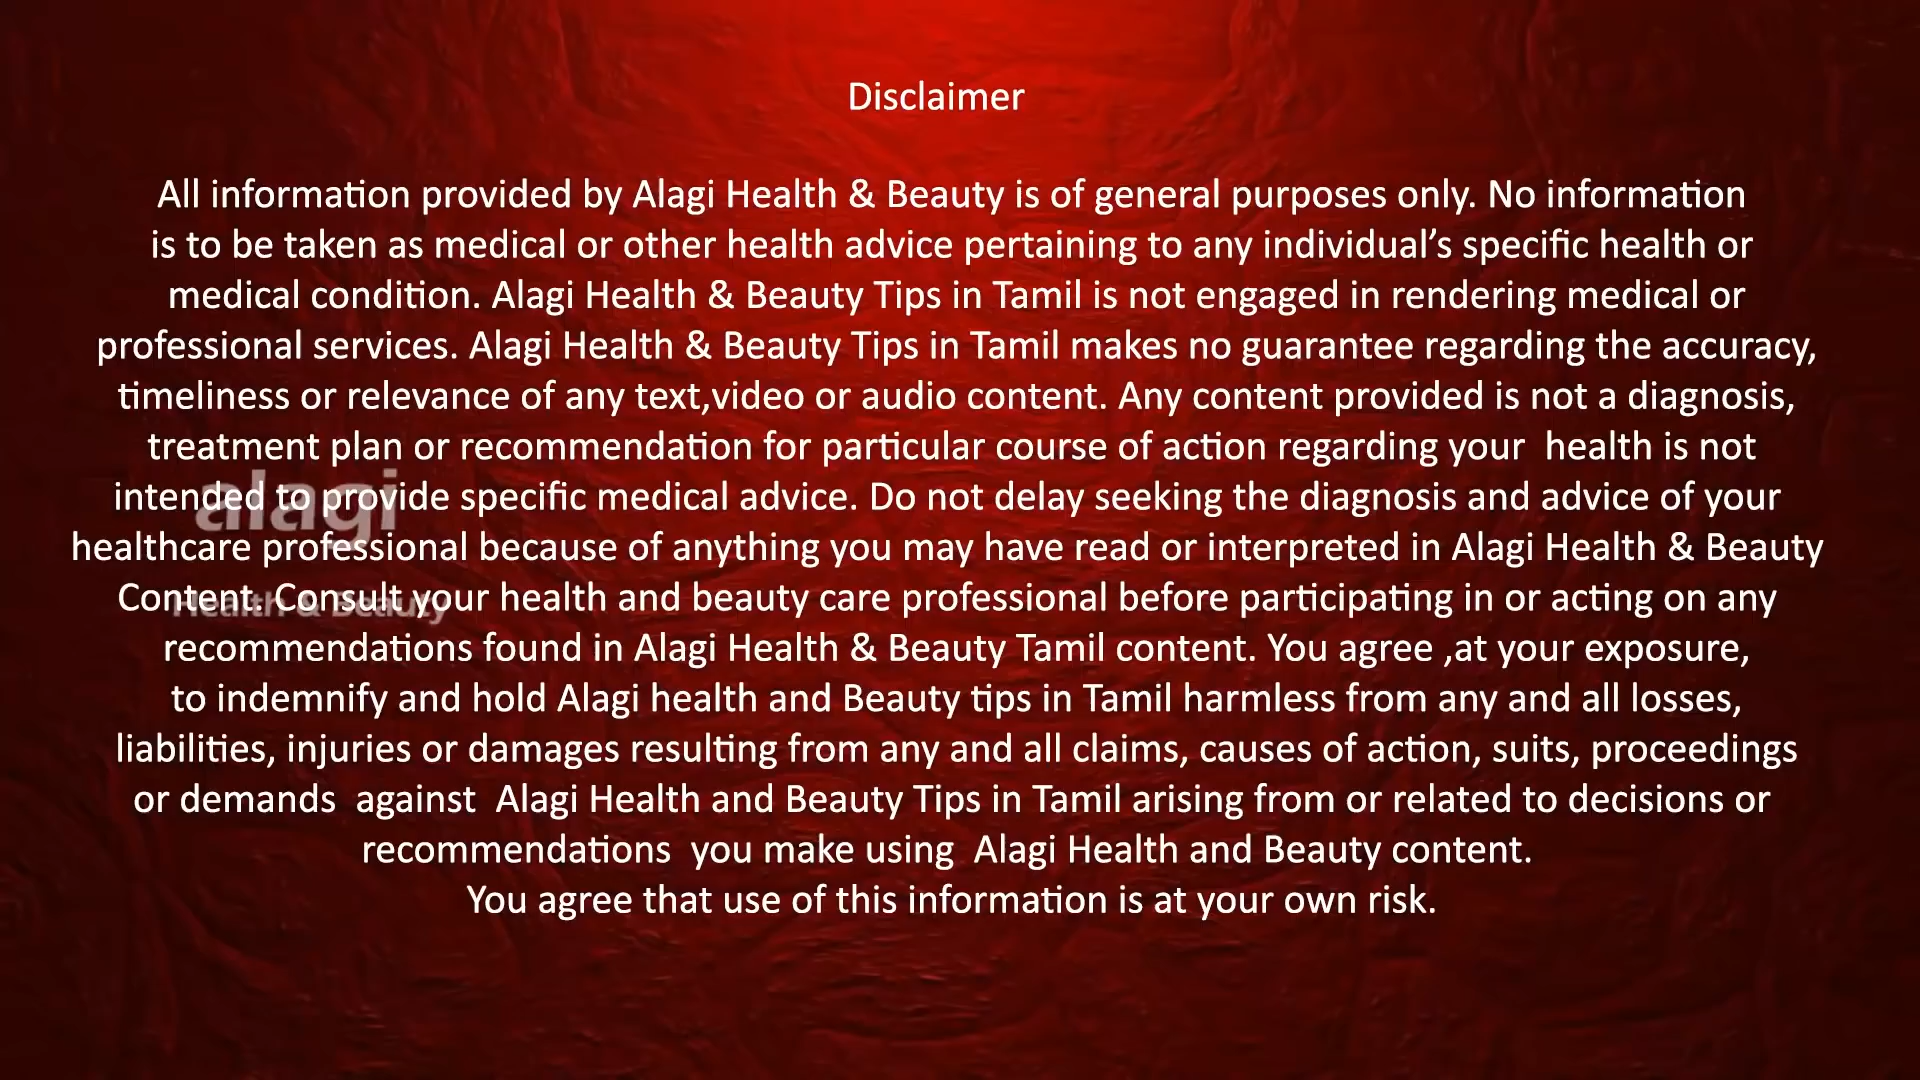 Disclaimer
All information provided by Alagi Health & Beauty is of general purposes only. No information
is to be taken as medical or other health advice pertaining to any individual’s specific health or
medical condition. Alagi Health & Beauty Tips in Tamil is not engaged in rendering medical or
professional services. Alagi Health & Beauty Tips in Tamil makes no guarantee regarding the accuracy,
timeliness or relevance of any text,video or audio content. Any content provided is not a diagnosis,
treatment plan or recommendation for particular course of action regarding your  health is not
intended to provide specific medical advice. Do not delay seeking the diagnosis and advice of your
healthcare professional because of anything you may have read or interpreted in Alagi Health & Beauty
Content. Consult your health and beauty care professional before participating in or acting on any
recommendations found in Alagi Health & Beauty Tamil content. You agree ,at your exposure,
to indemnify and hold Alagi health and Beauty tips in Tamil harmless from any and all losses,
liabilities, injuries or damages resulting from any and all claims, causes of action, suits, proceedings
or demands  against  Alagi Health and Beauty Tips in Tamil arising from or related to decisions or
recommendations  you make using  Alagi Health and Beauty content.
You agree that use of this information is at your own risk.
alagi
Health & Beauty